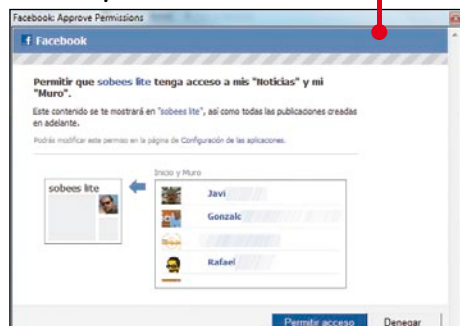 Facebook: Approve Permissions
Facebook
Permitir que sobees lite tenga acceso a mis "Noticias" y mi
"Muro".
Este contenido se te mostrará en "sobees lite", así como todas las publicaciones creadas
en adelante.
Podrás modificar este permiso en la página de Configuración de las aplicaciones.
Inicio y Muro
sobees lite
Javi
Gonzalo
Rafael
Permitir acceso
Denegar